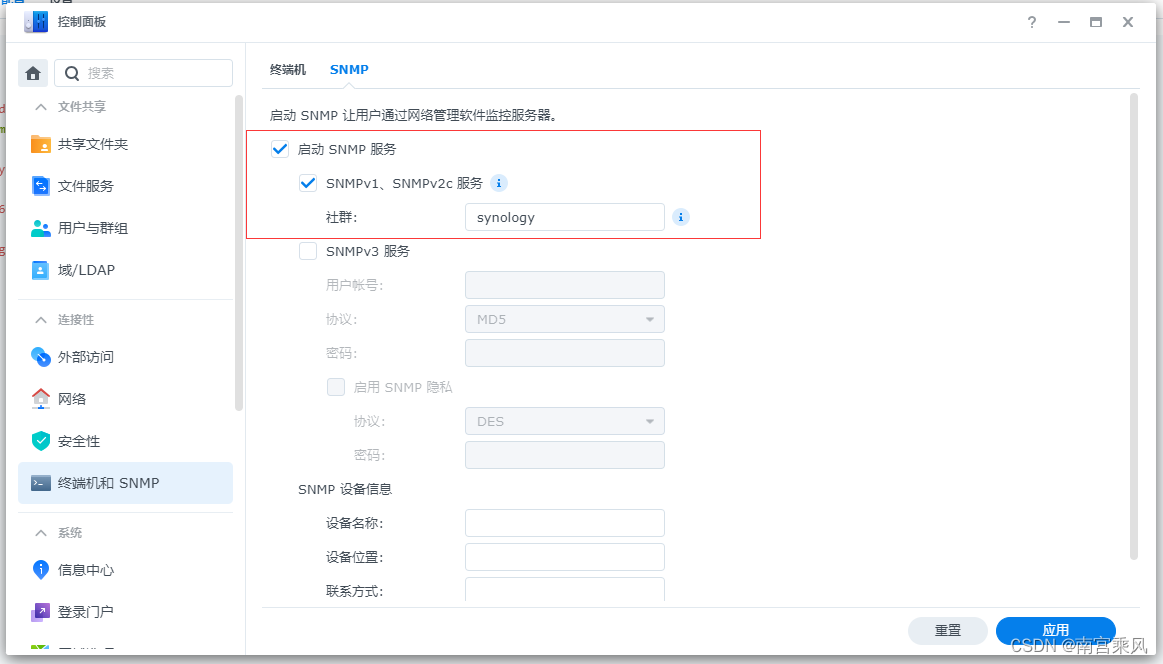 控制面板
搜索
文件共享
共享文件夹
文件服务
用户与群组
域/LDAP
连接性
外部访问
网络
安全性
终端机和 SNMP
系统
信息中心
登录门户
终端机 SNMP
启动 SNMP 让用户通过网络管理软件监控服务器。
启动 SNMP 服务
SNMPv1、SNMPv2c 服务
社群: synology
SNMPv3 服务
用户帐号:
协议: MD5
密码:
启用 SNMP 隐私
协议: DES
密码:
SNMP 设备信息
设备名称:
设备位置:
联系方式:
重置 应用
CSDN @南宫乘风